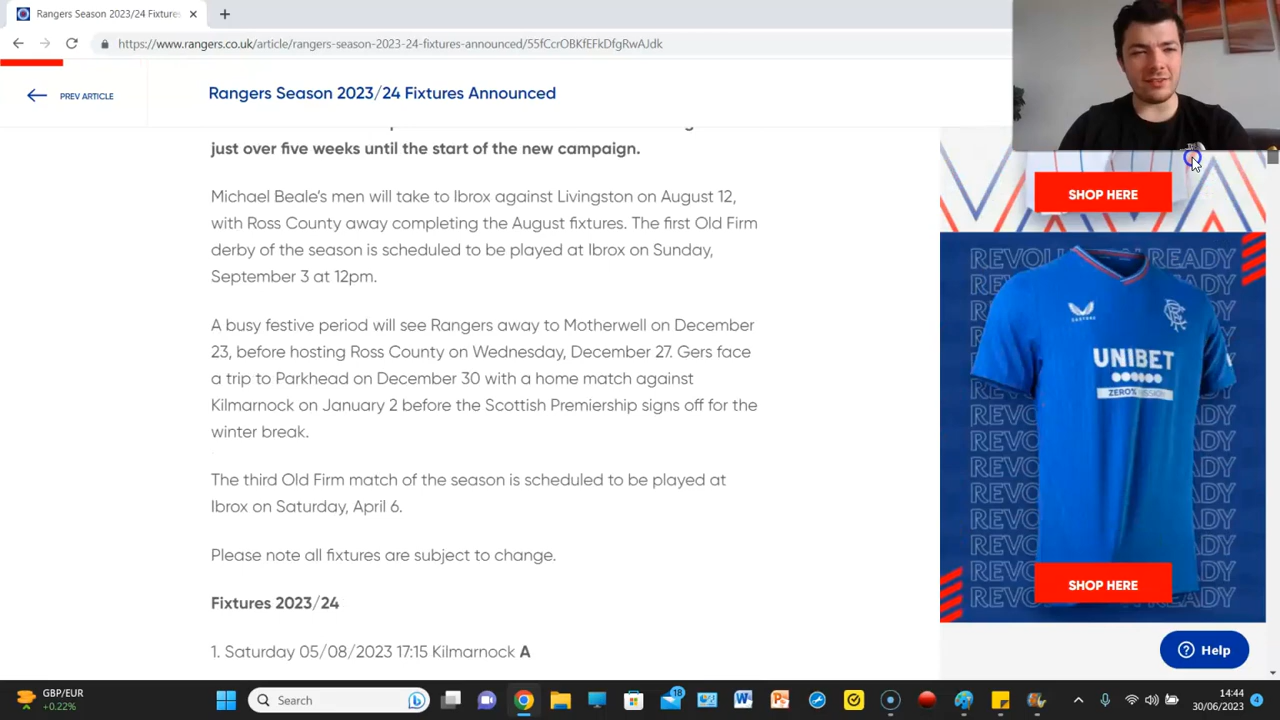 Rangers Season 2023/24 Fixtures
https://www.rangers.co.uk/article/rangers-season-2023-24-fixtures-announced/55fCcrOBKfEFkDfgRwAJdk
PREV ARTICLE
Rangers Season 2023/24 Fixtures Announced
just over five weeks until the start of the new campaign.
Michael Beale's men will take to Ibrox against Livingston on August 12,
with Ross County away completing the August fixtures. The first Old Firm
derby of the season is scheduled to be played at Ibrox on Sunday,
September 3 at 12pm.
A busy festive period will see Rangers away to Motherwell on December
23, before hosting Ross County on Wednesday, December 27. Gers face
a trip to Parkhead on December 30 with a home match against
Kilmarnock on January 2 before the Scottish Premiership signs off for the
winter break.
The third Old Firm match of the season is scheduled to be played at
Ibrox on Saturday, April 6.
Please note all fixtures are subject to change.
Fixtures 2023/24
1. Saturday 05/08/2023 17:15 Kilmarnock A
SHOP HERE
UNIBET
SHOP HERE
Help
GBP/EUR
+0.22%
Search
18
14:44
30/06/2023
4